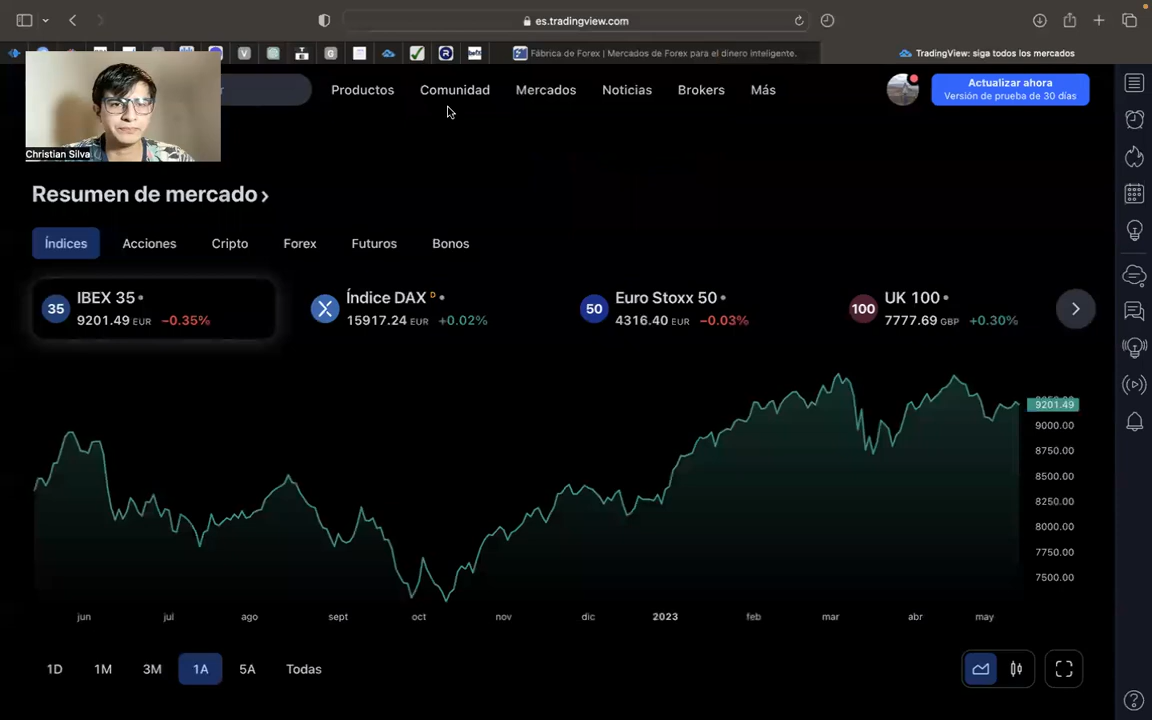 es.tradingview.com
Fábrica de Forex | Mercados de Forex para el dinero inteligente.
TradingView: siga todos los mercados
Productos
Comunidad
Mercados
Noticias
Brokers
Más
Actualizar ahora
Versión de prueba de 30 días
Christian Silva
Resumen de mercado
Índices
Acciones
Cripto
Forex
Futuros
Bonos
35
IBEX 35
9201.49 EUR −0.35%
Índice DAX D
15917.24 EUR +0.02%
50
Euro Stoxx 50
4316.40 EUR −0.03%
100
UK 100
7777.69 GBP +0.30%
9201.49
9000.00
8750.00
8500.00
8250.00
8000.00
7750.00
7500.00
jun
jul
ago
sept
oct
nov
dic
2023
feb
mar
abr
may
1D
1M
3M
1A
5A
Todas